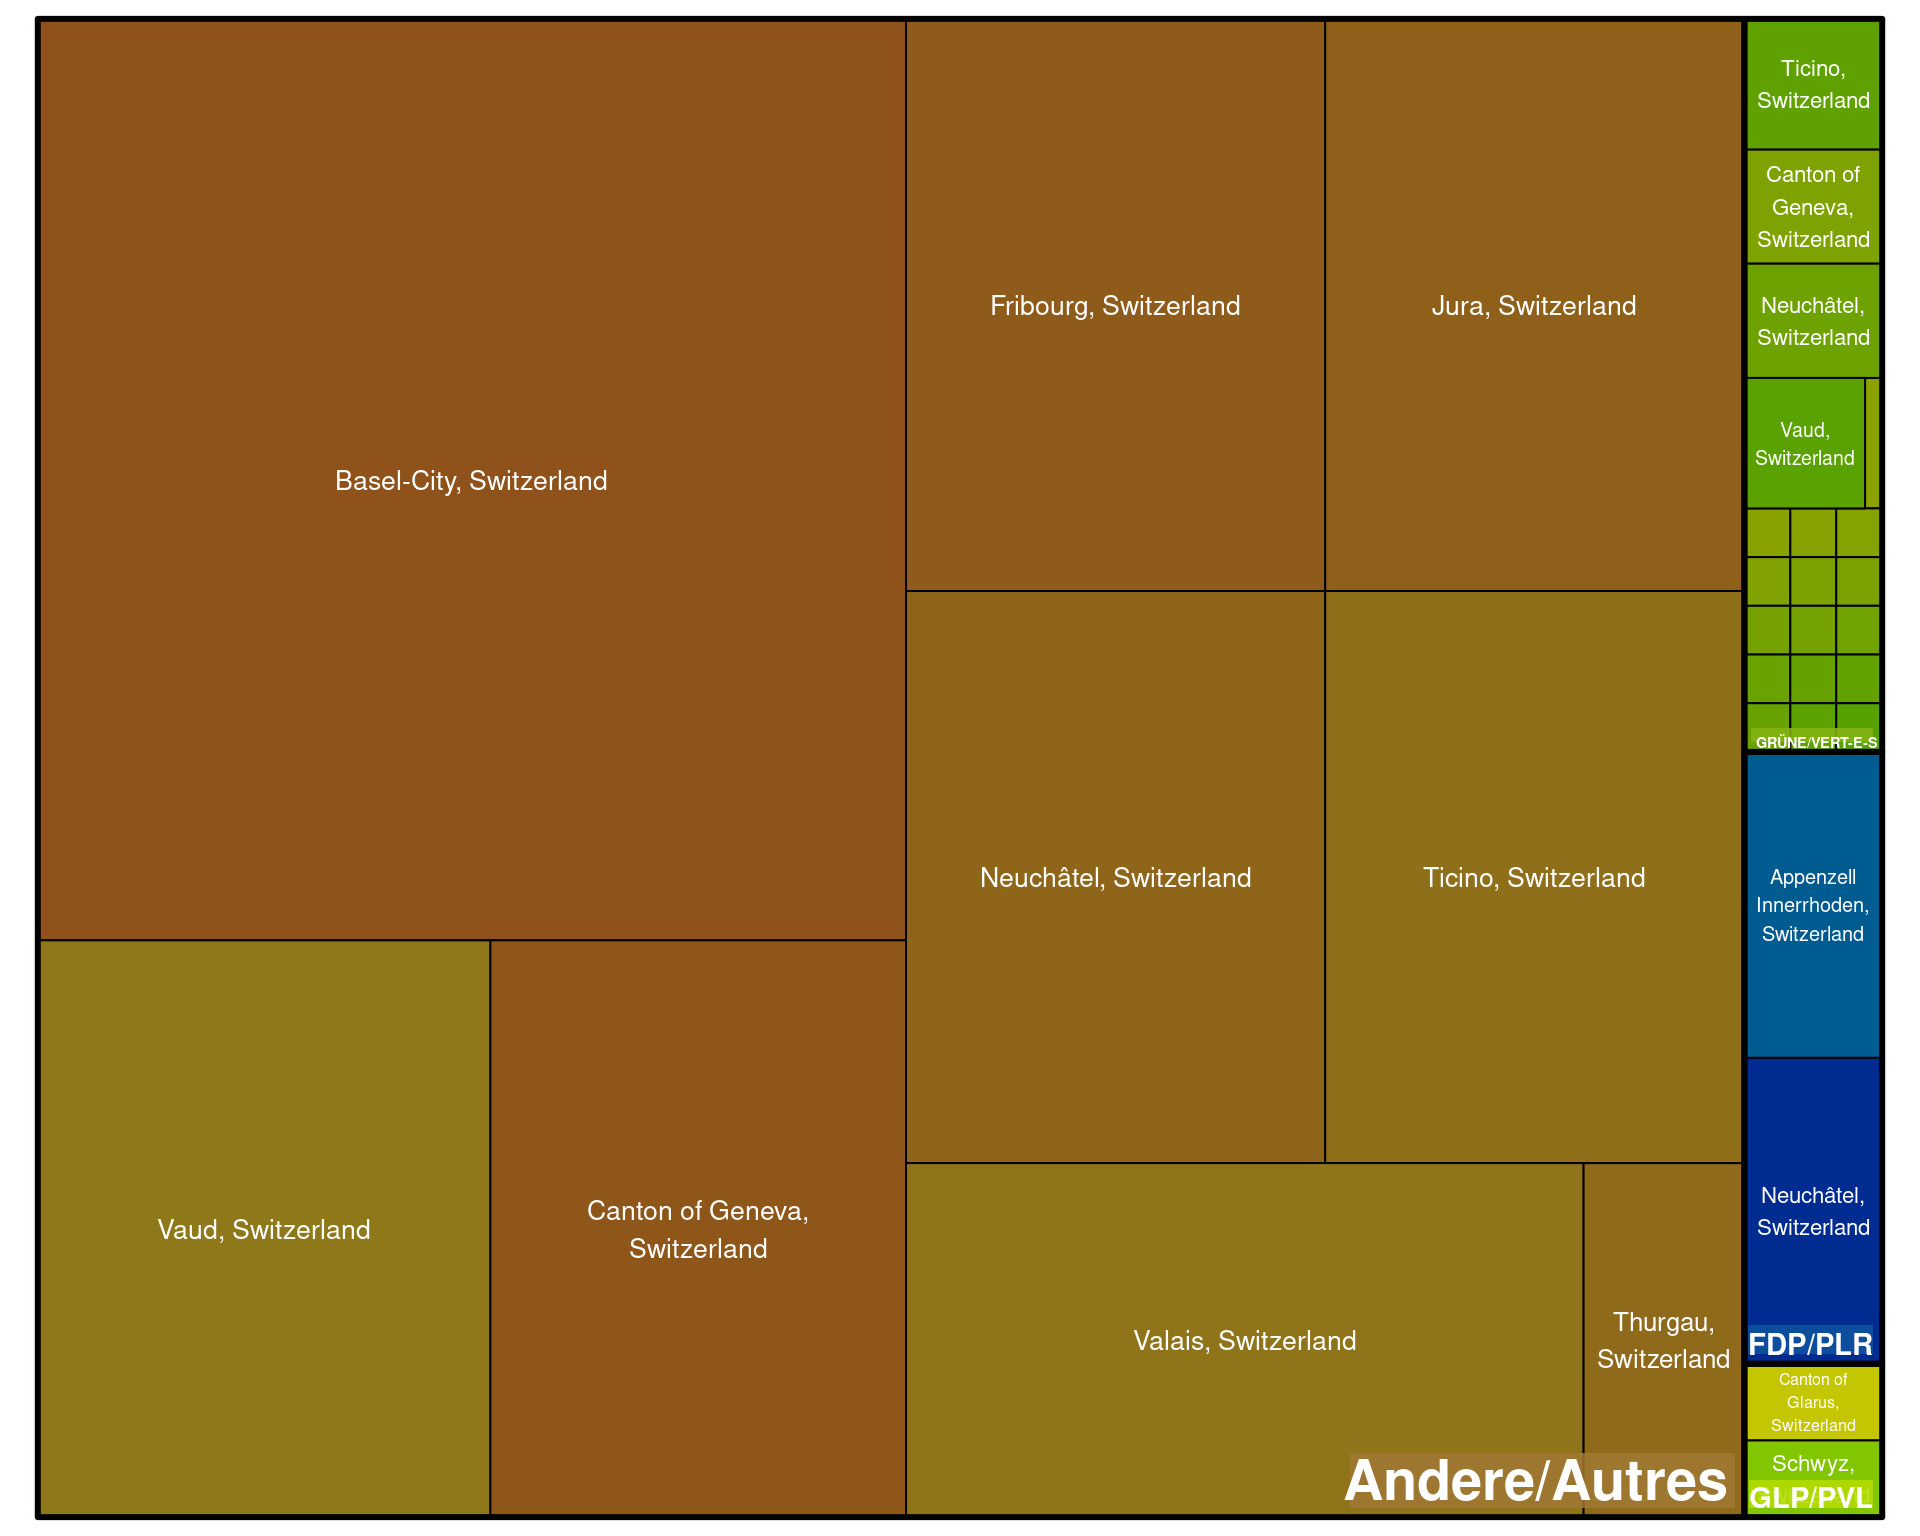 Basel-City, Switzerland
Vaud, Switzerland
Canton of Geneva,
Switzerland
Fribourg, Switzerland
Jura, Switzerland
Neuchâtel, Switzerland
Ticino, Switzerland
Valais, Switzerland
Thurgau,
Switzerland
Andere/Autres
Ticino,
Switzerland
Canton of
Geneva,
Switzerland
Neuchâtel,
Switzerland
Vaud,
Switzerland
GRÜNE/VERT-E-S
Appenzell
Innerrhoden,
Switzerland
Neuchâtel,
Switzerland
FDP/PLR
Canton of
Glarus,
Switzerland
Schwyz,
GLP/PVL